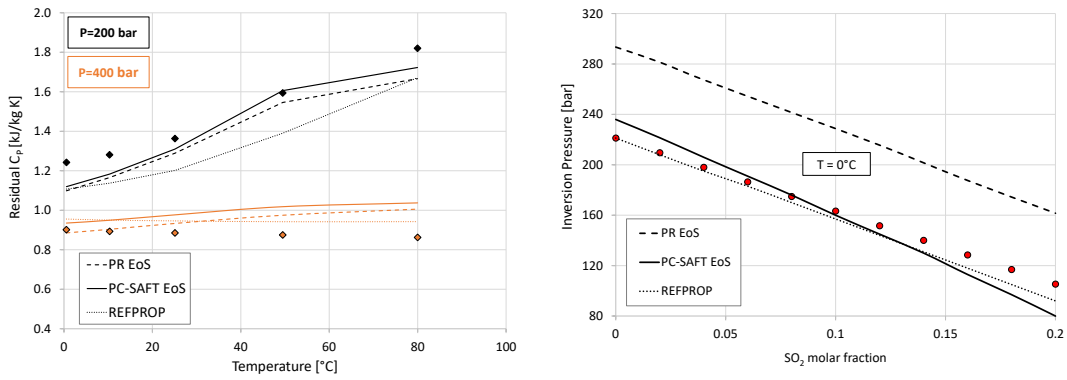 2.0
1.8
1.6
1.4
1.2
1.0
0.8
0.6
0.4
Residual CP [kJ/kg K]
P=200 bar
P=400 bar
PR EoS
PC-SAFT EoS
REFPROP
0 20 40 60 80 100
Temperature [°C]
320
280
240
200
160
120
80
Inversion Pressure [bar]
T = 0°C
PR EoS
PC-SAFT EoS
REFPROP
0 0.05 0.1 0.15 0.2
SO2 molar fraction